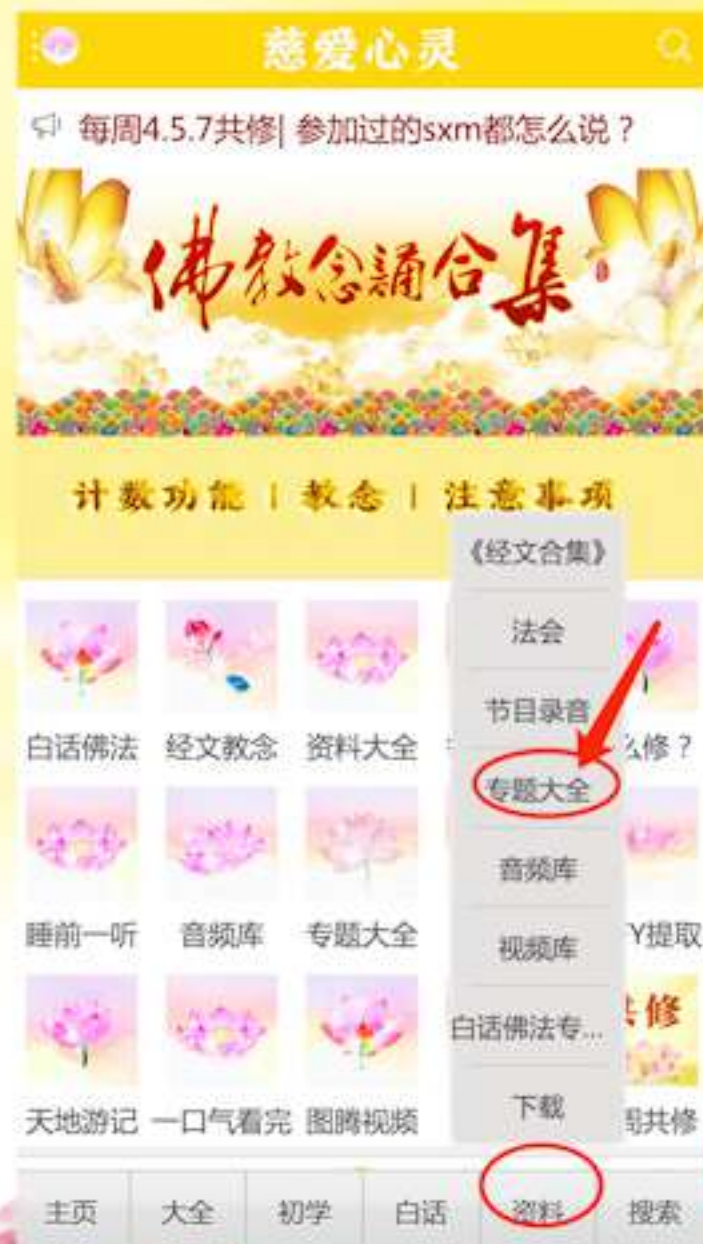 慈爱心灵
每周4.5.7共修| 参加过的sxm都怎么说？
佛教念诵合集
计数功能 | 教念 | 注意事项
《经文合集》
法会
节目录音
专题大全
音频库
视频库
白话佛法专...
下载
白话佛法 经文教念 资料大全 么修？
睡前一听 音频库 专题大全 Y提取
共修
天地游记 一口气看完 图腾视频 周共修
主页 大全 初学 白话 资料 搜索